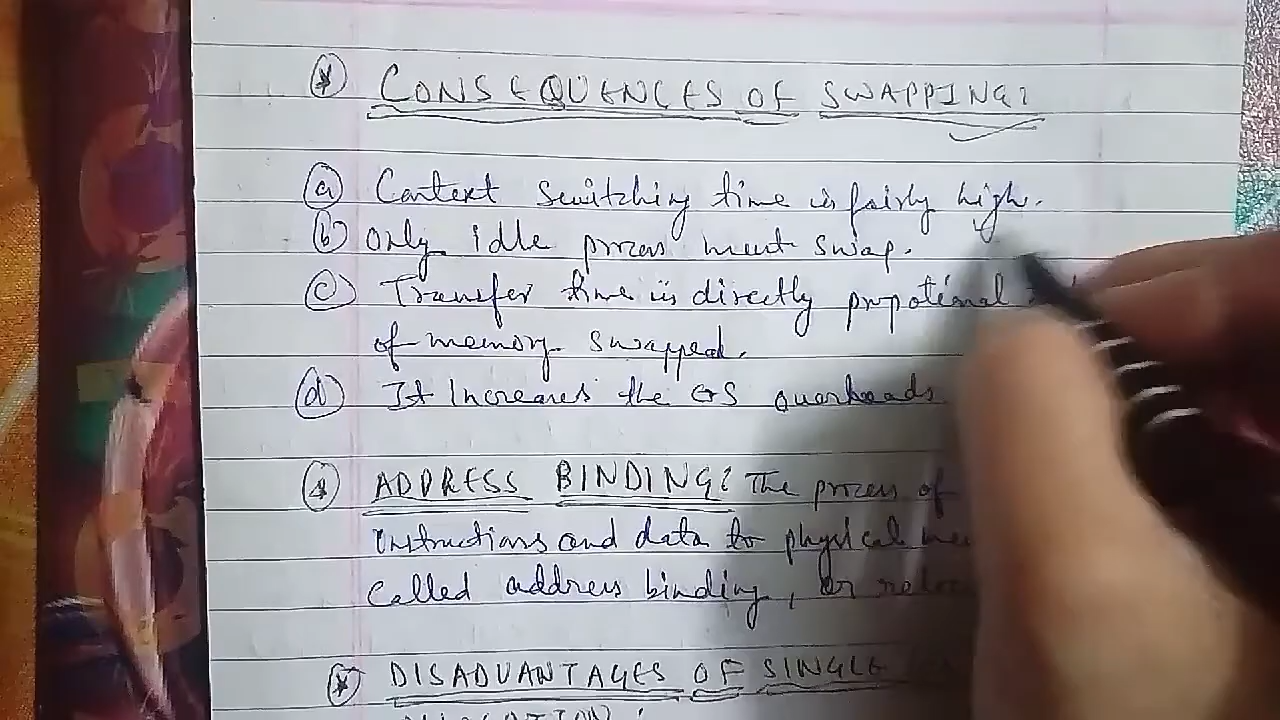 CONSEQUENCES OF SWAPPING:
(a) Context switching time is fairly high.
(b) Only idle process must swap.
(c) Transfer time is directly propotional
of memory swapped.
(d) It Increases the OS overheads
ADDRESS BINDING: The process of
instructions and data to physical
called address binding, or
DISADVANTAGES OF SINGLE